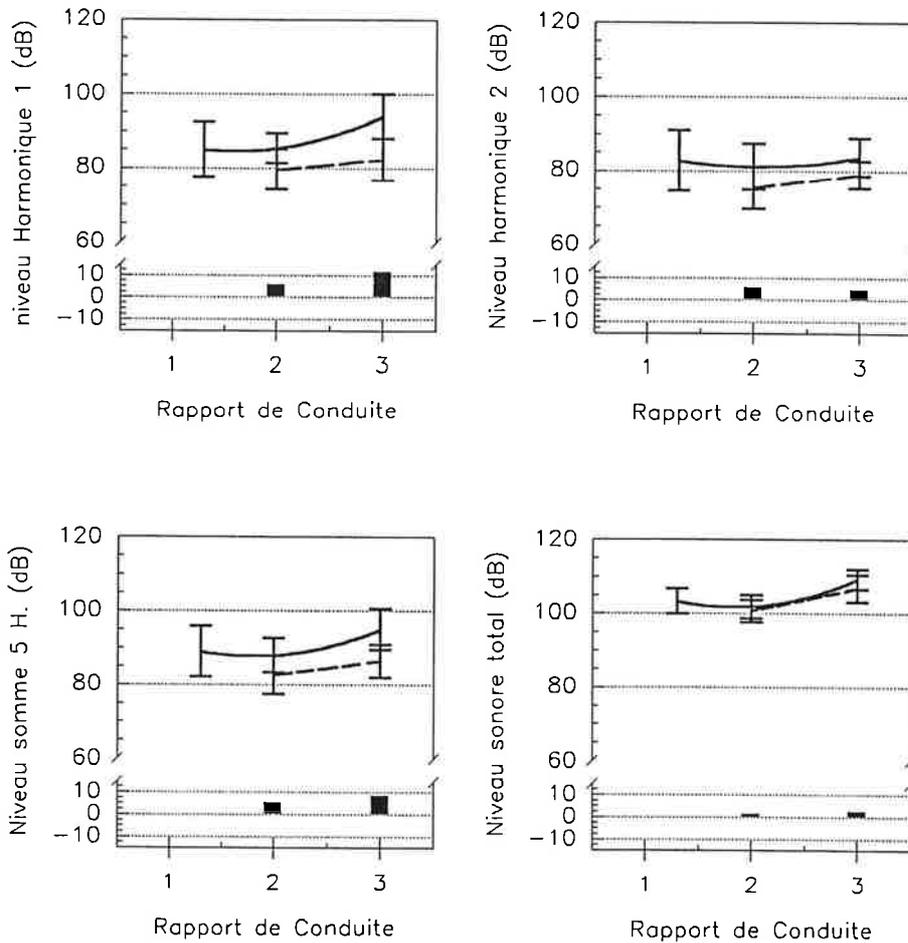 niveau Harmonique 1 (dB)
120
100
80
60
10
0
−10
1 2 3
Rapport de Conduite
Niveau harmonique 2 (dB)
120
100
80
60
10
0
−10
1 2 3
Rapport de Conduite
Niveau somme 5 H. (dB)
120
100
80
60
10
0
−10
1 2 3
Rapport de Conduite
Niveau sonore total (dB)
120
100
80
60
10
0
−10
1 2 3
Rapport de Conduite